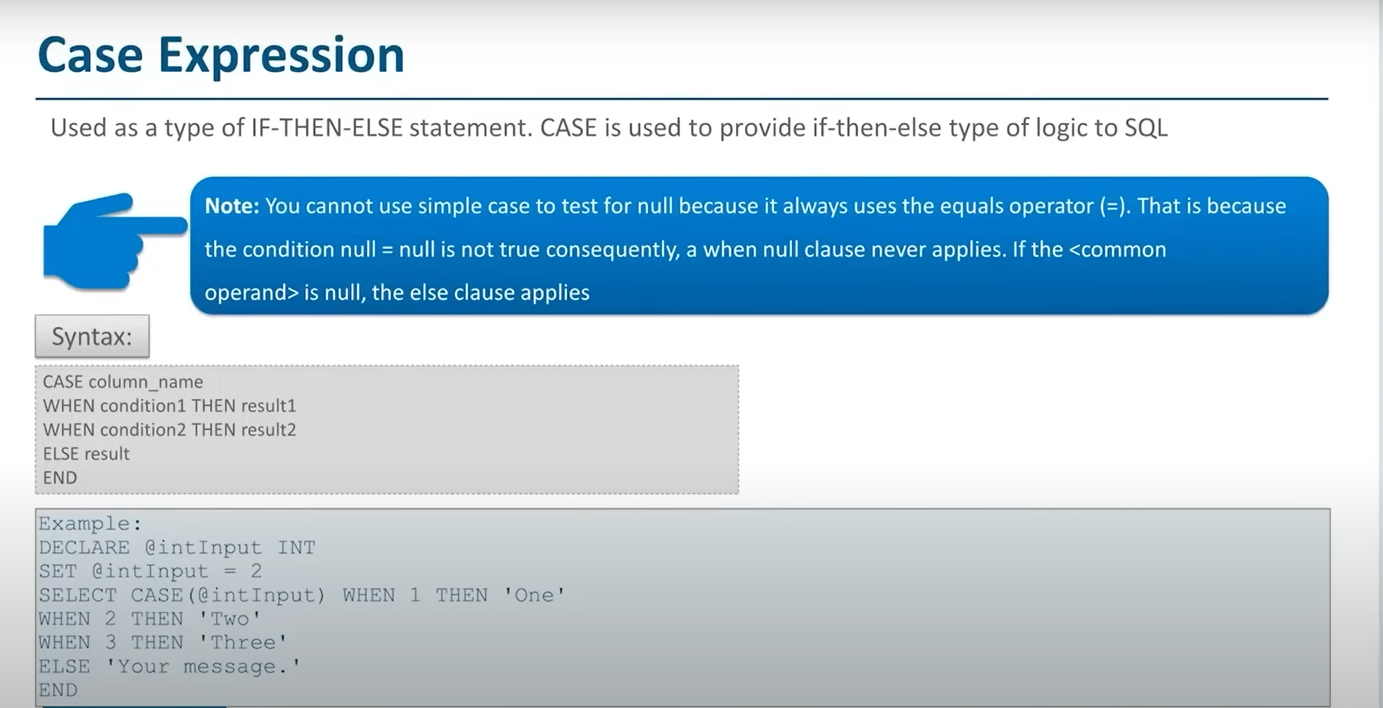 Case Expression
Used as a type of IF-THEN-ELSE statement. CASE is used to provide if-then-else type of logic to SQL
Note: You cannot use simple case to test for null because it always uses the equals operator (=). That is because
the condition null = null is not true consequently, a when null clause never applies. If the <common
operand> is null, the else clause applies
Syntax:
CASE column_name
WHEN condition1 THEN result1
WHEN condition2 THEN result2
ELSE result
END
Example:
DECLARE @intInput INT
SET @intInput = 2
SELECT CASE(@intInput) WHEN 1 THEN 'One'
WHEN 2 THEN 'Two'
WHEN 3 THEN 'Three'
ELSE 'Your message.'
END